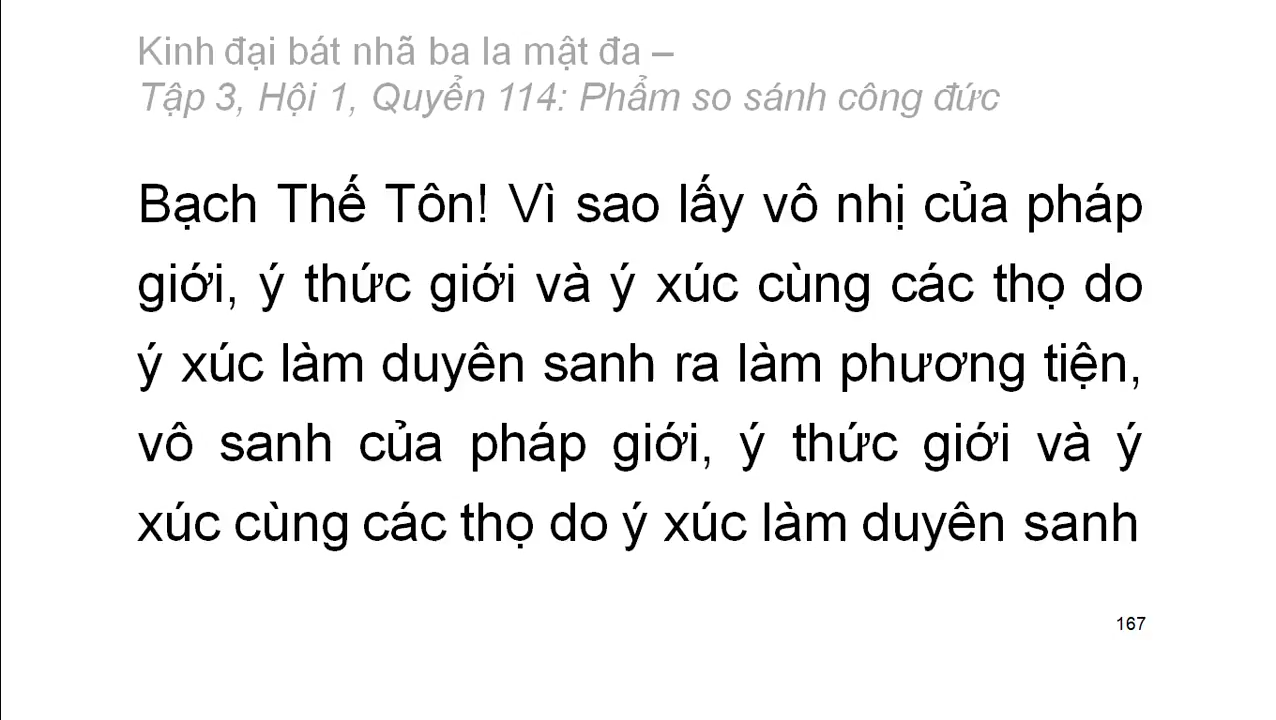 Kinh đại bát nhã ba la mật đa –
Tập 3, Hội 1, Quyển 114: Phẩm so sánh công đức
Bạch Thế Tôn! Vì sao lấy vô nhị của pháp
giới, ý thức giới và ý xúc cùng các thọ do
ý xúc làm duyên sanh ra làm phương tiện,
vô sanh của pháp giới, ý thức giới và ý
xúc cùng các thọ do ý xúc làm duyên sanh
167